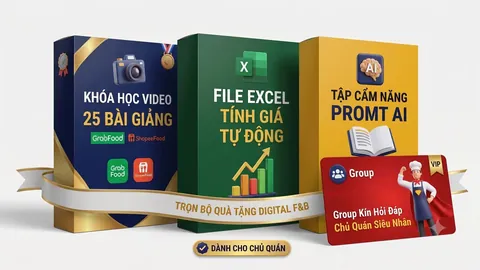 KHÓA HỌC VIDEO
25 BÀI GIẢNG
GrabFood
ShopeeFood
Grab
Food
X
FILE EXCEL
TÍNH GIÁ
TỰ ĐỘNG
AI
TẬP CẨM NĂNG
PROMT AI
VIP
Group
Group Kín Hỏi Đáp
Chủ Quán Siêu Nhân
TRỌN BỘ QUÀ TẶNG DIGITAL F&B
DÀNH CHO CHỦ QUÁN